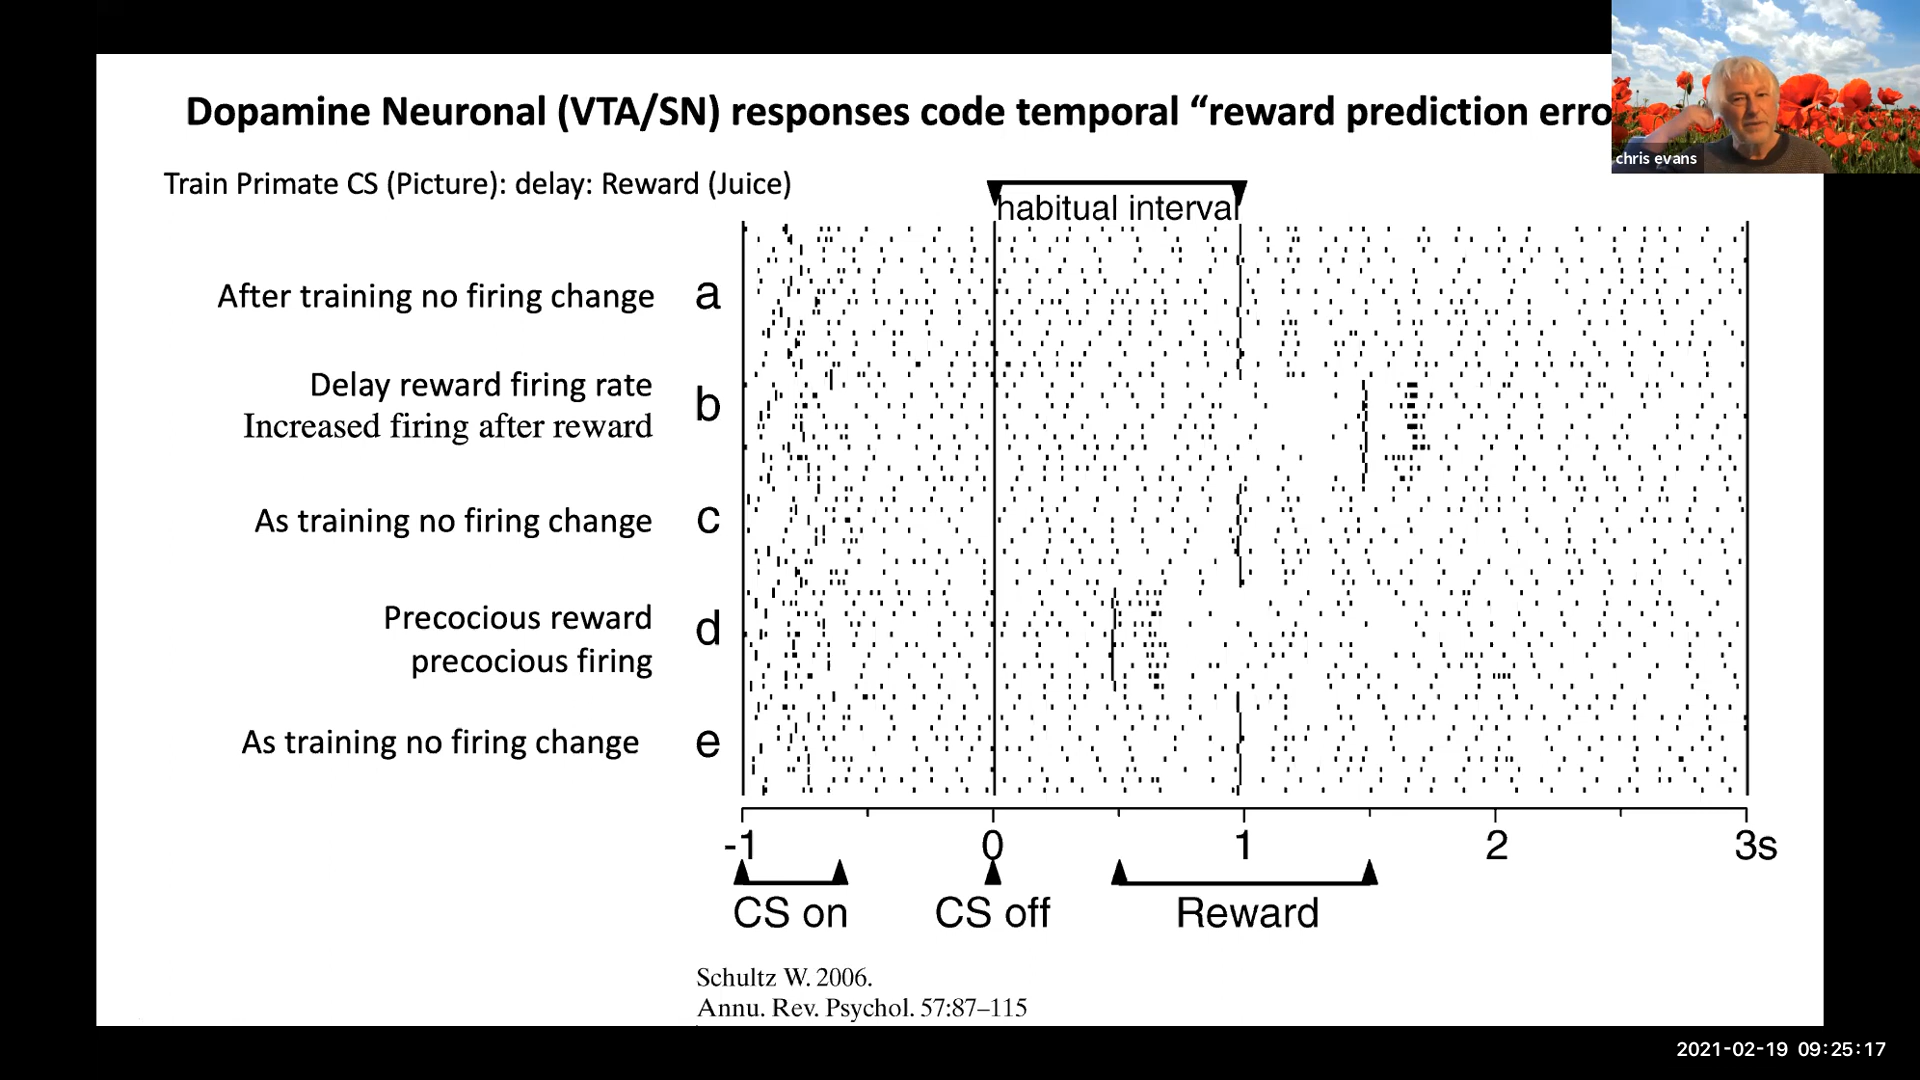 Dopamine Neuronal (VTA/SN) responses code temporal “reward prediction erro
chris evans
Train Primate CS (Picture): delay: Reward (Juice)
habitual interval
After training no firing change
a
Delay reward firing rate
Increased firing after reward
b
As training no firing change
c
Precocious reward
precocious firing
d
As training no firing change
e
-1 0 1 2 3s
CS on CS off Reward
Schultz W. 2006.
Annu. Rev. Psychol. 57:87–115
2021-02-19 09:25:17